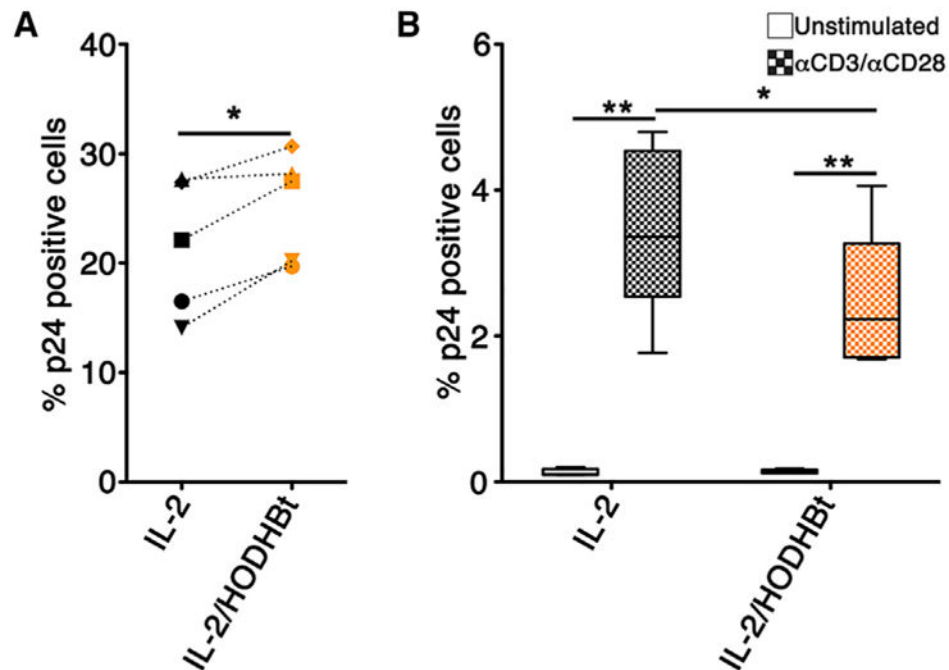 A
% p24 positive cells
40
30
20
10
0
*
IL-2
IL-2/HODHBt
B
% p24 positive cells
6
4
2
0
Unstimulated
αCD3/αCD28
**
*
**
IL-2
IL-2/HODHBt